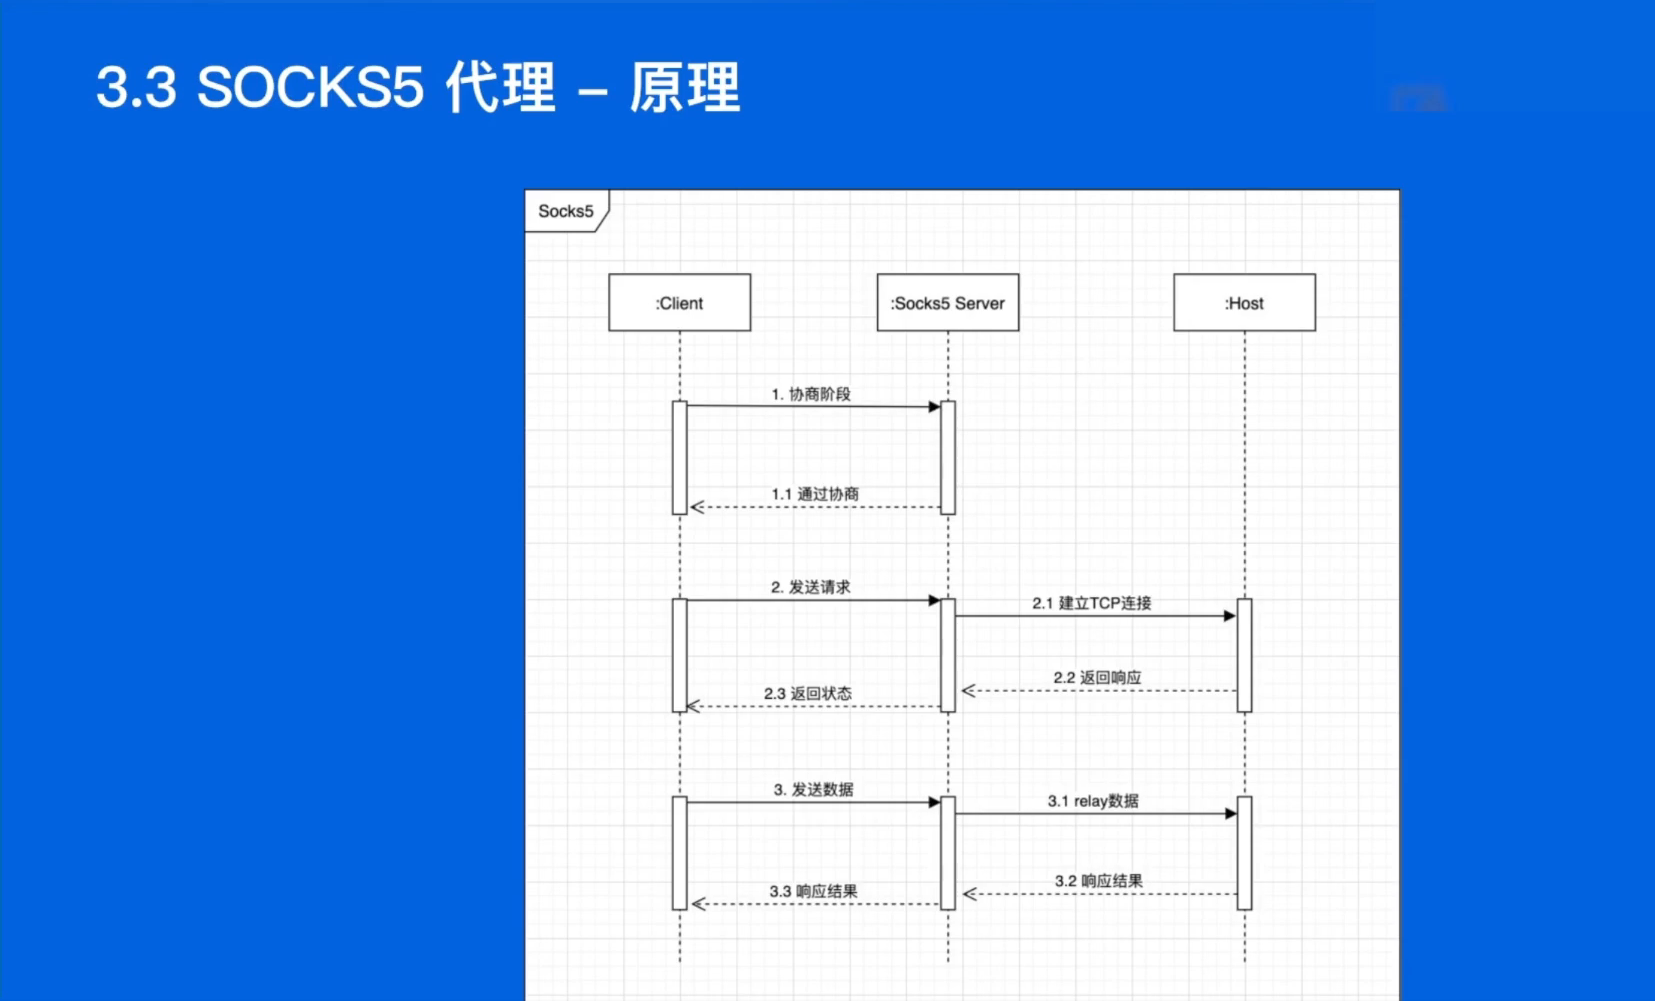 3.3 SOCKS5 代理 – 原理
Socks5
:Client
:Socks5 Server
:Host
1. 协商阶段
1.1 通过协商
2. 发送请求
2.1 建立TCP连接
2.2 返回响应
2.3 返回状态
3. 发送数据
3.1 relay数据
3.2 响应结果
3.3 响应结果